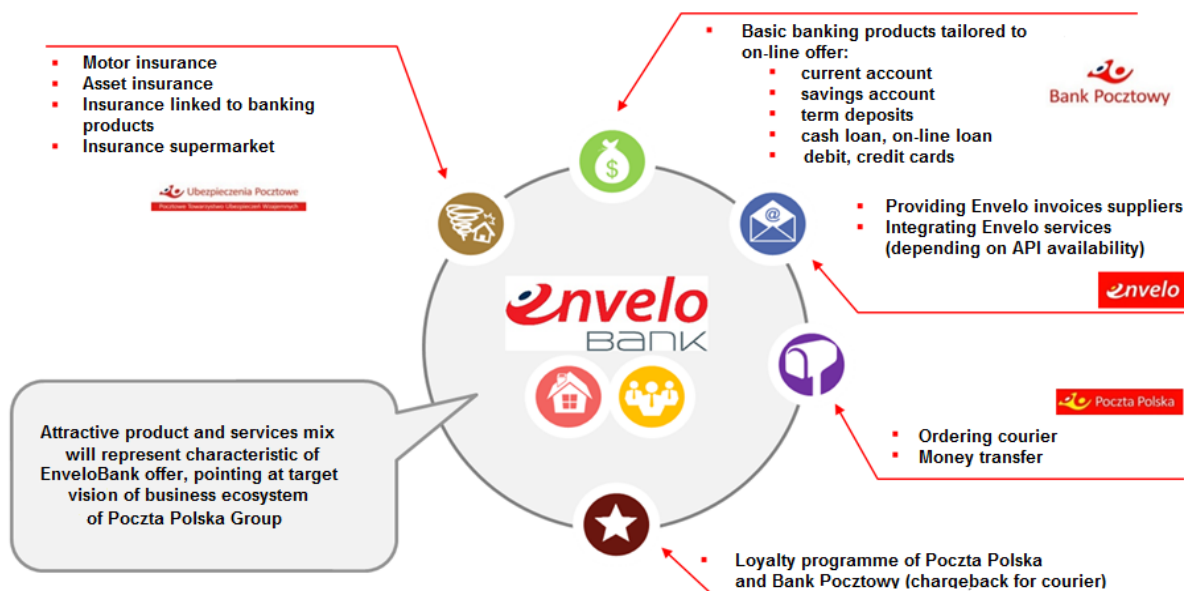 ▪ Motor insurance
▪ Asset insurance
▪ Insurance linked to banking
products
▪ Insurance supermarket
Ubezpieczenia Pocztowe
Pocztowe Towarzystwo Ubezpieczeń Wzajemnych
▪ Basic banking products tailored to
on-line offer:
▪ current account
▪ savings account
▪ term deposits
▪ cash loan, on-line loan
▪ debit, credit cards
Bank Pocztowy
$
@
▪ Providing Envelo invoices suppliers
▪ Integrating Envelo services
(depending on API availability)
envelo
envelo
BANK
Poczta Polska
▪ Ordering courier
▪ Money transfer
Attractive product and services mix
will represent characteristic of
EnveloBank offer, pointing at target
vision of business ecosystem
of Poczta Polska Group
▪ Loyalty programme of Poczta Polska
and Bank Pocztowy (chargeback for courier)